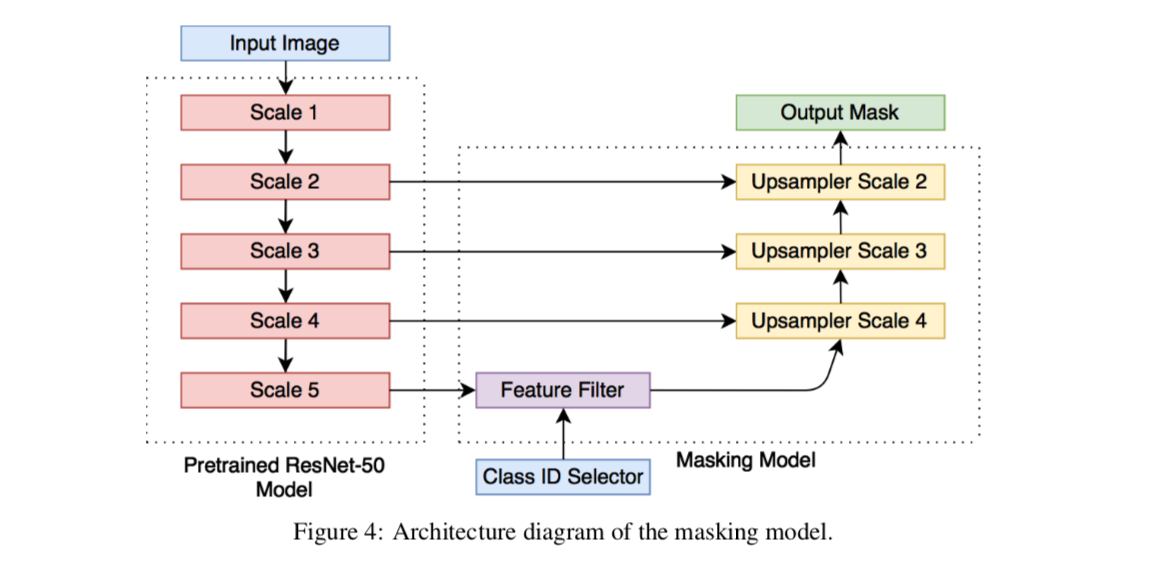 Input Image
Scale 1
Output Mask
Scale 2
Upsampler Scale 2
Scale 3
Upsampler Scale 3
Scale 4
Upsampler Scale 4
Scale 5
Feature Filter
Pretrained ResNet-50
Model
Class ID Selector
Masking Model
Figure 4: Architecture diagram of the masking model.